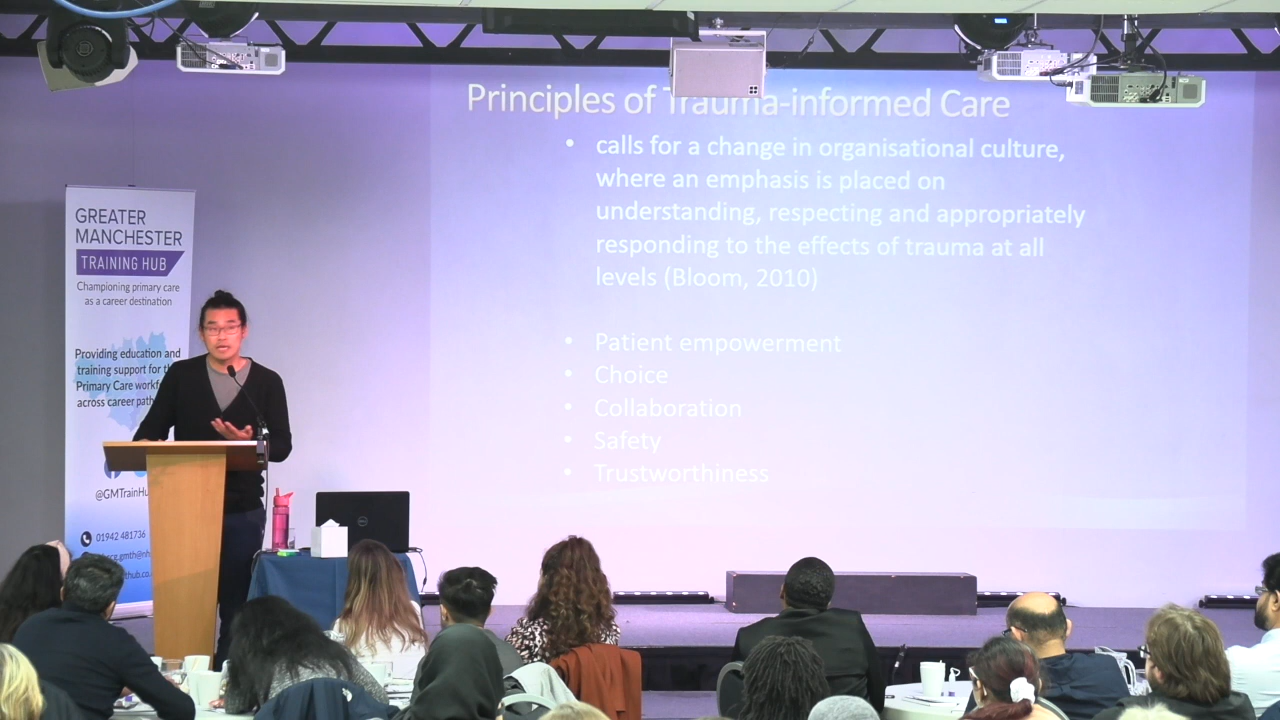 Principles of Trauma-informed Care
• calls for a change in organisational culture,
where an emphasis is placed on
understanding, respecting and appropriately
responding to the effects of trauma at all
levels (Bloom, 2010)
• Patient empowerment
• Choice
• Collaboration
• Safety
• Trustworthiness
GREATER
MANCHESTER
TRAINING HUB
Championing primary care
as a career destination
Providing education and
training support for th
Primary Care workf
across career path
@GMTrainHu
01942 481736